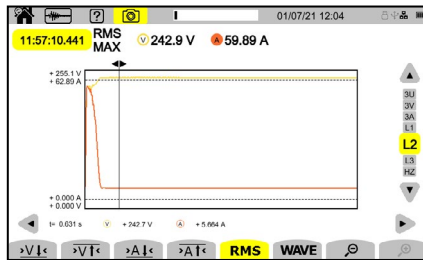 ? 01/07/21 12:04
11:57:10.441 RMS MAX V 242.9 V A 59.89 A
+ 255.1 V
+ 62.89 A
3U
3V
3A
L1
L2
L3
HZ
+ 0.000 A
+ 0.000 V
t= 0.031 s V + 242.7 V A + 5.664 A
>V↓< >V↑< >A↓< >A↑< RMS WAVE